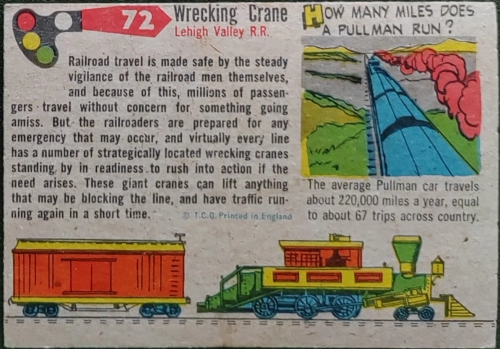 72
Wrecking Crane
Lehigh Valley R.R.
Railroad travel is made safe by the steady
vigilance of the railroad men themselves,
and because of this, millions of passen-
gers travel without concern for something going
amiss. But the railroaders are prepared for any
emergency that may occur, and virtually every line
has a number of strategically located wrecking cranes
standing by in readiness to rush into action if the
need arises. These giant cranes can lift anything
that may be blocking the line, and have traffic run-
ning again in a short time.
© T.C.G. Printed in England
HOW MANY MILES DOES
A PULLMAN RUN?
The average Pullman car travels
about 220,000 miles a year, equal
to about 67 trips across country.